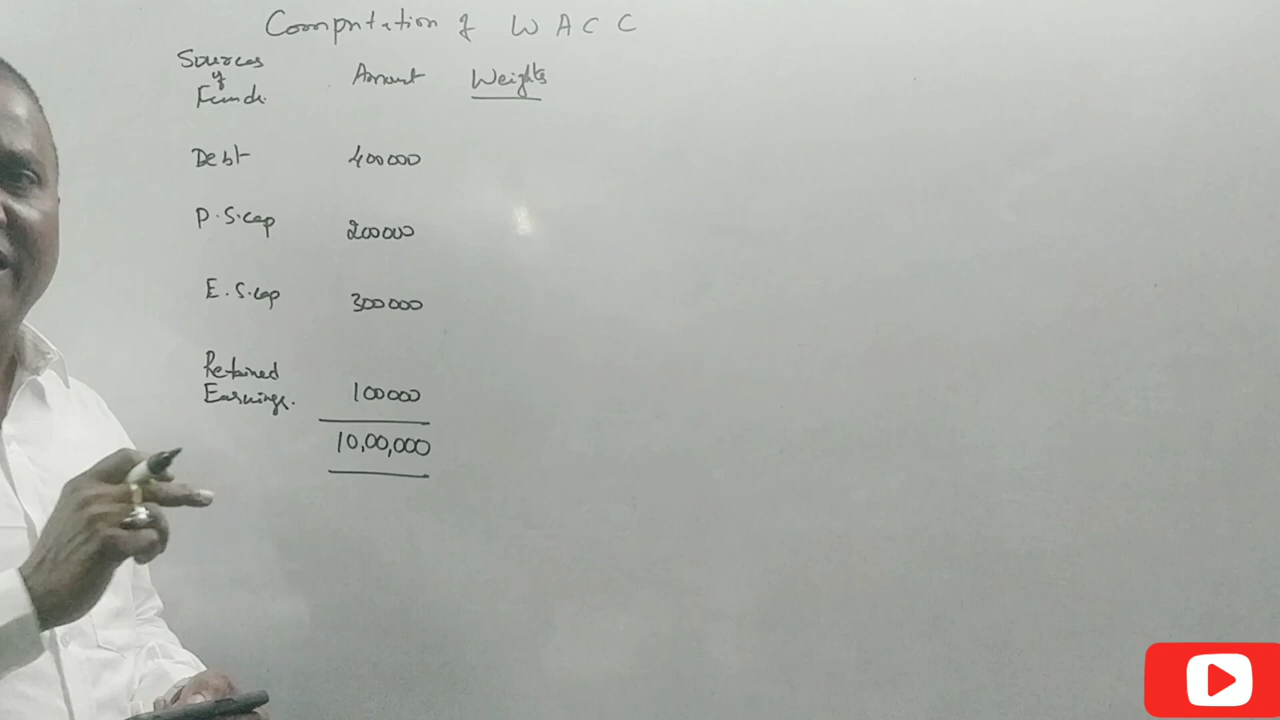 Computation of W A C C
Sources of Funds. Amount Weights
Debt 400000
P.S.cap 200000
E.S.cap 300000
Retained Earnings. 100000
10,00,000